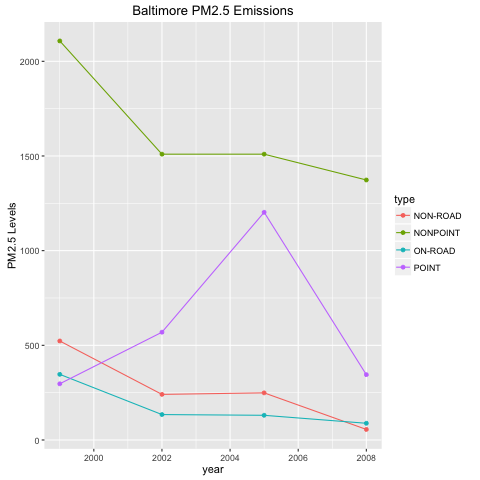 Baltimore PM2.5 Emissions
PM2.5 Levels
2000
1500
1000
500
0
2000 2002 2004 2006 2008
year
type
NON-ROAD
NONPOINT
ON-ROAD
POINT